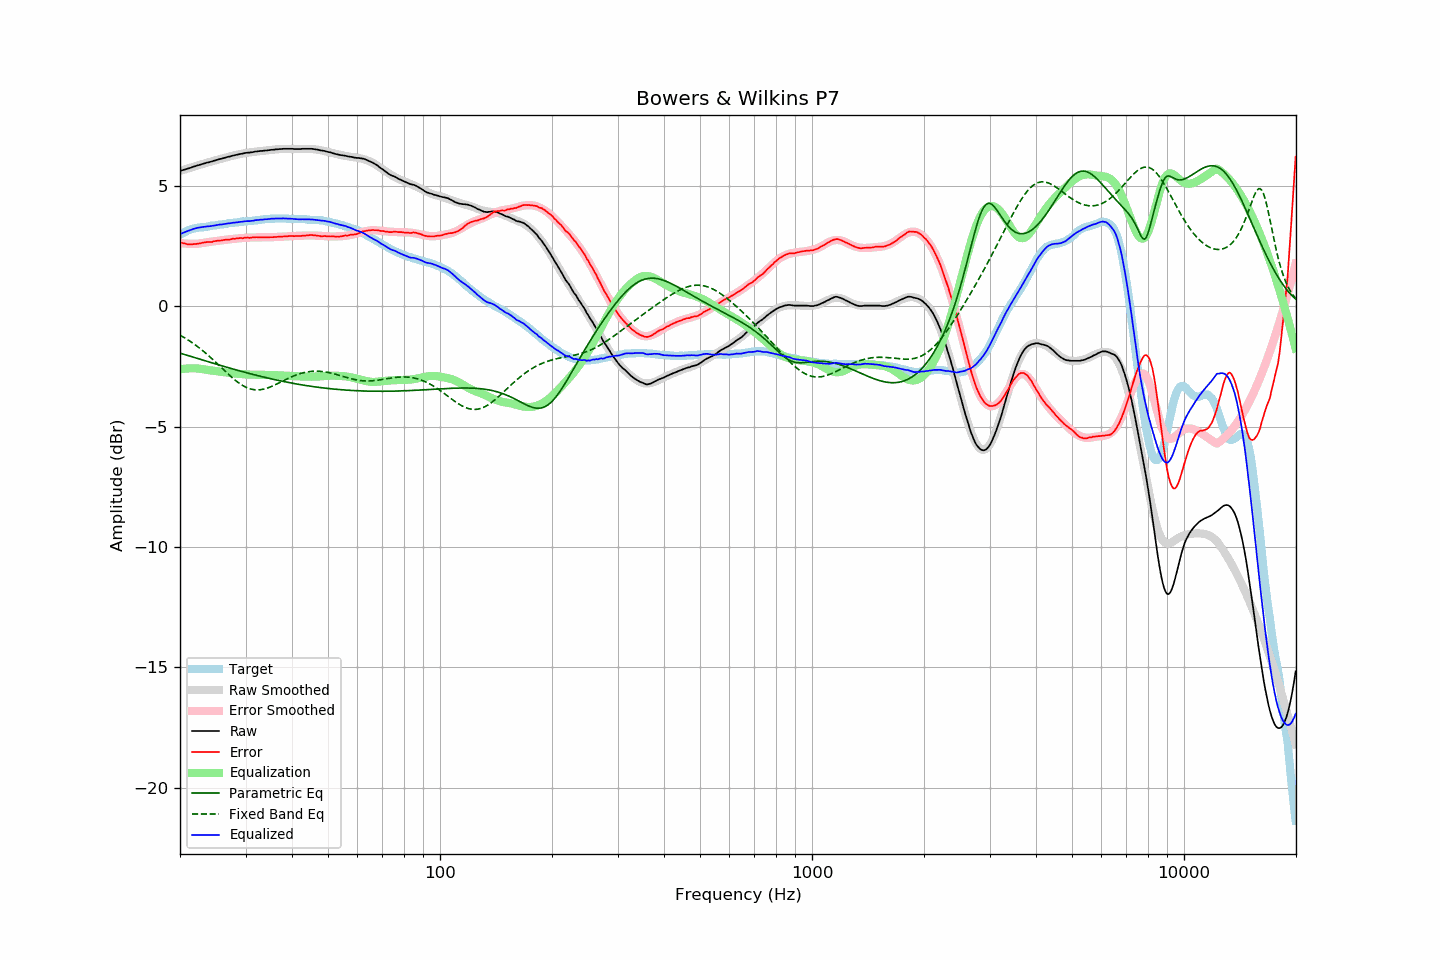 Bowers & Wilkins P7
Amplitude (dBr)
5
0
−5
−10
−15
−20
Target
Raw Smoothed
Error Smoothed
Raw
Error
Equalization
Parametric Eq
Fixed Band Eq
Equalized
100
1000
10000
Frequency (Hz)